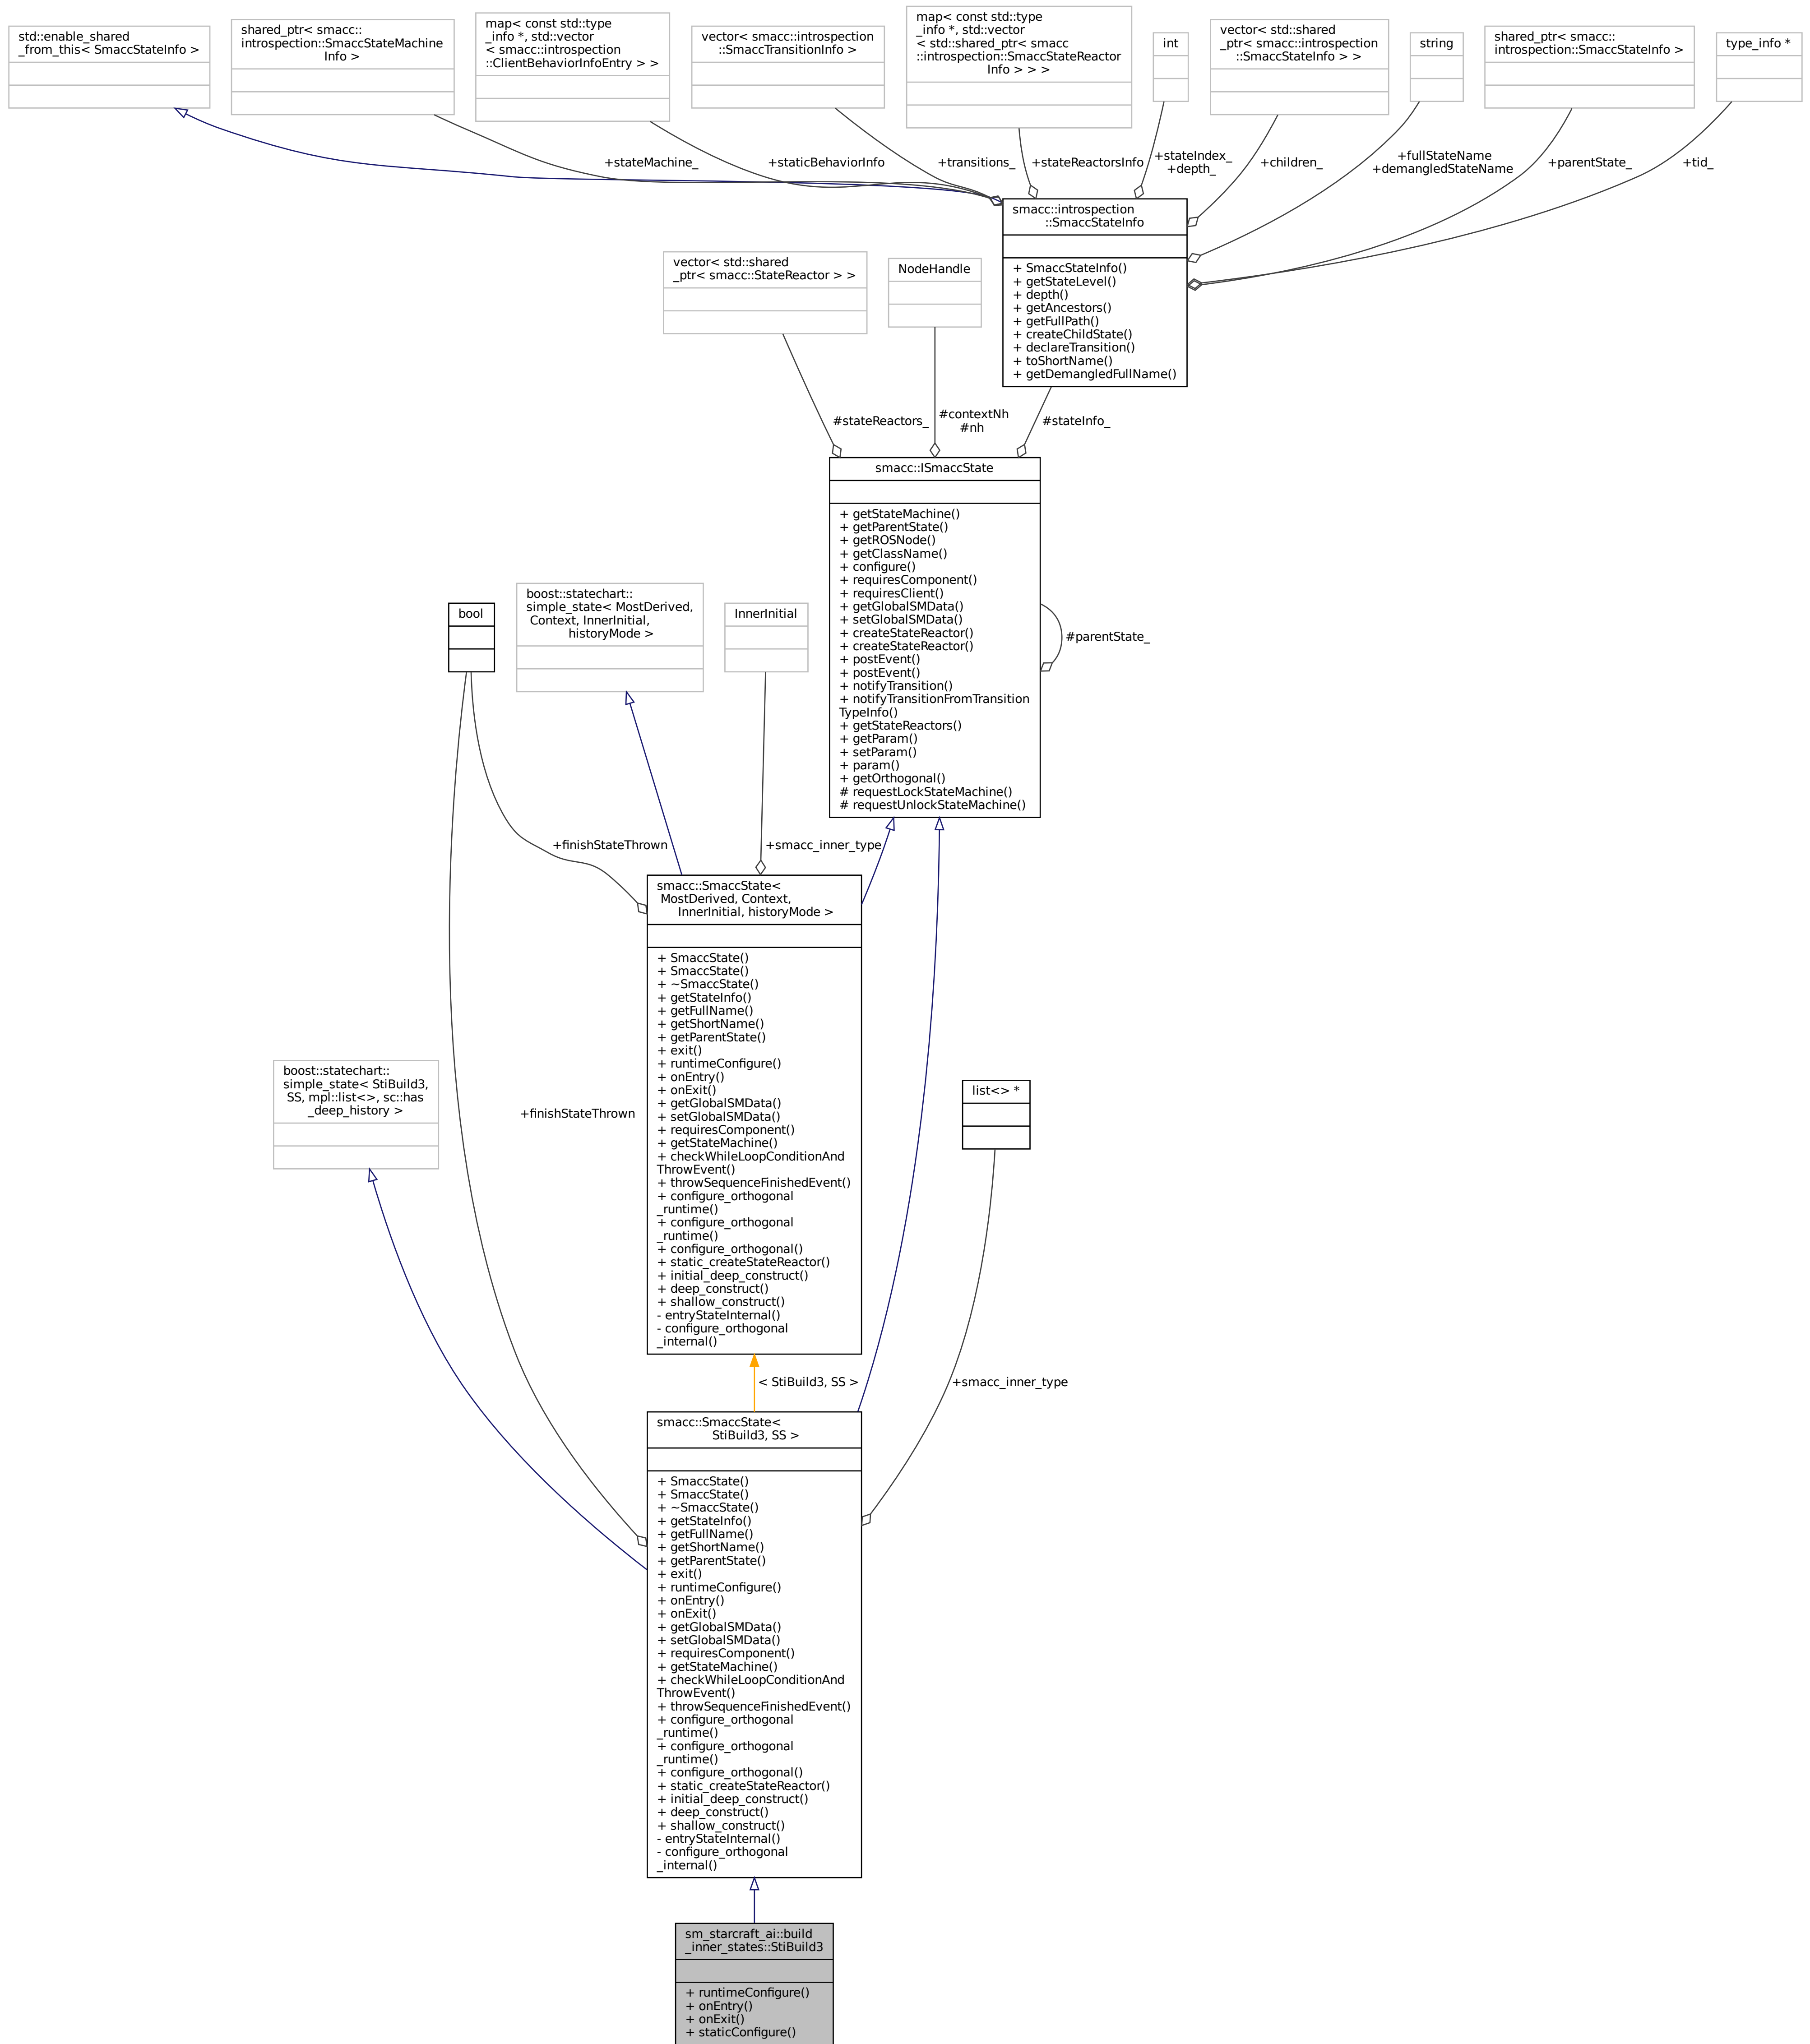 std::enable_shared
_from_this< SmaccStateInfo >
shared_ptr< smacc::
introspection::SmaccStateMachine
Info >
map< const std::type
_info *, std::vector
< smacc::introspection
::ClientBehaviorInfoEntry > >
vector< smacc::introspection
::SmaccTransitionInfo >
map< const std::type
_info *, std::vector
< std::shared_ptr< smacc
::introspection::SmaccStateReactor
Info > > >
int
vector< std::shared
_ptr< smacc::introspection
::SmaccStateInfo > >
string
shared_ptr< smacc::
introspection::SmaccStateInfo >
type_info *
+stateMachine_
+staticBehaviorInfo
+transitions_
+stateReactorsInfo
+stateIndex_
+depth_
+children_
+fullStateName
+demangledStateName
+parentState_
+tid_
smacc::introspection
::SmaccStateInfo
+ SmaccStateInfo()
+ getStateLevel()
+ depth()
+ getAncestors()
+ getFullPath()
+ createChildState()
+ declareTransition()
+ toShortName()
+ getDemangledFullName()
vector< std::shared
_ptr< smacc::StateReactor > >
NodeHandle
#stateReactors_
#contextNh
#nh
#stateInfo_
smacc::ISmaccState
+ getStateMachine()
+ getParentState()
+ getROSNode()
+ getClassName()
+ configure()
+ requiresComponent()
+ requiresClient()
+ getGlobalSMData()
+ setGlobalSMData()
+ createStateReactor()
+ createStateReactor()
+ postEvent()
+ postEvent()
+ notifyTransition()
+ notifyTransitionFromTransition
TypeInfo()
+ getStateReactors()
+ getParam()
+ setParam()
+ param()
+ getOrthogonal()
# requestLockStateMachine()
# requestUnlockStateMachine()
#parentState_
bool
boost::statechart::
simple_state< MostDerived,
Context, InnerInitial,
historyMode >
InnerInitial
+finishStateThrown
+smacc_inner_type
smacc::SmaccState<
MostDerived, Context,
InnerInitial, historyMode >
+ SmaccState()
+ SmaccState()
+ ~SmaccState()
+ getStateInfo()
+ getFullName()
+ getShortName()
+ getParentState()
+ exit()
+ runtimeConfigure()
+ onEntry()
+ onExit()
+ getGlobalSMData()
+ setGlobalSMData()
+ requiresComponent()
+ getStateMachine()
+ checkWhileLoopConditionAnd
ThrowEvent()
+ throwSequenceFinishedEvent()
+ configure_orthogonal
_runtime()
+ configure_orthogonal
_runtime()
+ configure_orthogonal()
+ static_createStateReactor()
+ initial_deep_construct()
+ deep_construct()
+ shallow_construct()
- entryStateInternal()
- configure_orthogonal
_internal()
boost::statechart::
simple_state< StiBuild3,
SS, mpl::list<>, sc::has
_deep_history >
+finishStateThrown
list<> *
< StiBuild3, SS >
+smacc_inner_type
smacc::SmaccState<
StiBuild3, SS >
+ SmaccState()
+ SmaccState()
+ ~SmaccState()
+ getStateInfo()
+ getFullName()
+ getShortName()
+ getParentState()
+ exit()
+ runtimeConfigure()
+ onEntry()
+ onExit()
+ getGlobalSMData()
+ setGlobalSMData()
+ requiresComponent()
+ getStateMachine()
+ checkWhileLoopConditionAnd
ThrowEvent()
+ throwSequenceFinishedEvent()
+ configure_orthogonal
_runtime()
+ configure_orthogonal
_runtime()
+ configure_orthogonal()
+ static_createStateReactor()
+ initial_deep_construct()
+ deep_construct()
+ shallow_construct()
- entryStateInternal()
- configure_orthogonal
_internal()
sm_starcraft_ai::build
_inner_states::StiBuild3
+ runtimeConfigure()
+ onEntry()
+ onExit()
+ staticConfigure()